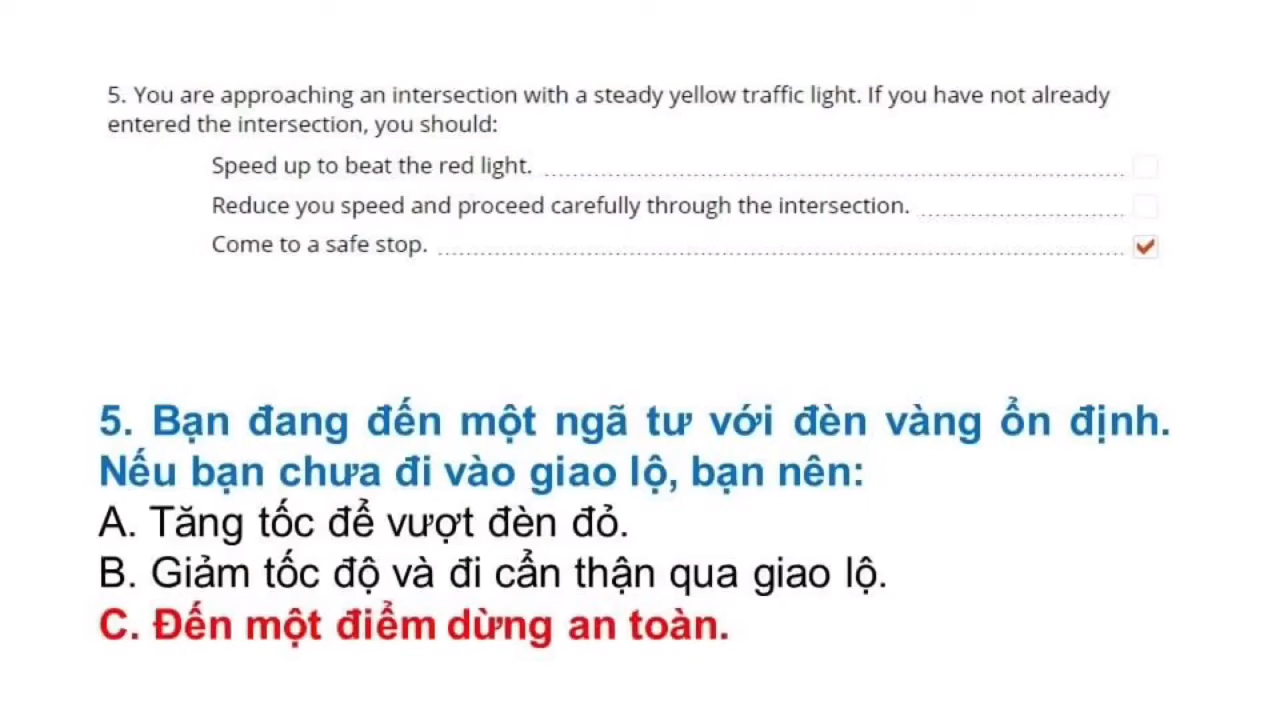 5. You are approaching an intersection with a steady yellow traffic light. If you have not already
entered the intersection, you should:
Speed up to beat the red light.
Reduce you speed and proceed carefully through the intersection.
Come to a safe stop.
5. Bạn đang đến một ngã tư với đèn vàng ổn định.
Nếu bạn chưa đi vào giao lộ, bạn nên:
A. Tăng tốc để vượt đèn đỏ.
B. Giảm tốc độ và đi cẩn thận qua giao lộ.
C. Đến một điểm dừng an toàn.